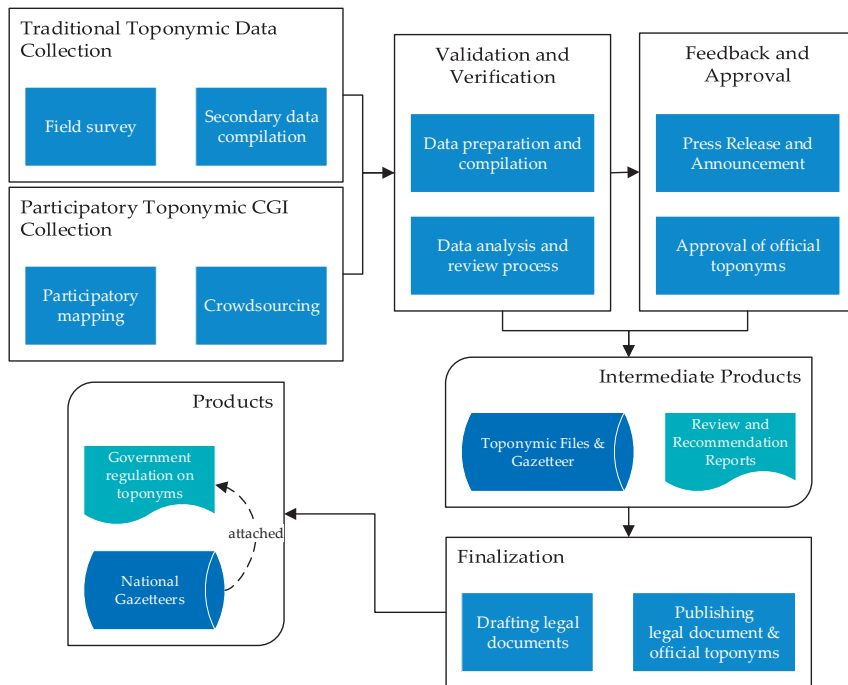 Traditional Toponymic Data
Collection
Field survey
Secondary data
compilation
Participatory Toponymic CGI
Collection
Participatory
mapping
Crowdsourcing
Validation and
Verification
Data preparation and
compilation
Data analysis and
review process
Feedback and
Approval
Press Release and
Announcement
Approval of official
toponyms
Intermediate Products
Toponymic Files &
Gazetteer
Review and
Recommendation
Reports
Products
Government
regulation on
toponyms
attached
National
Gazetteers
Finalization
Drafting legal
documents
Publishing
legal document &
official toponyms